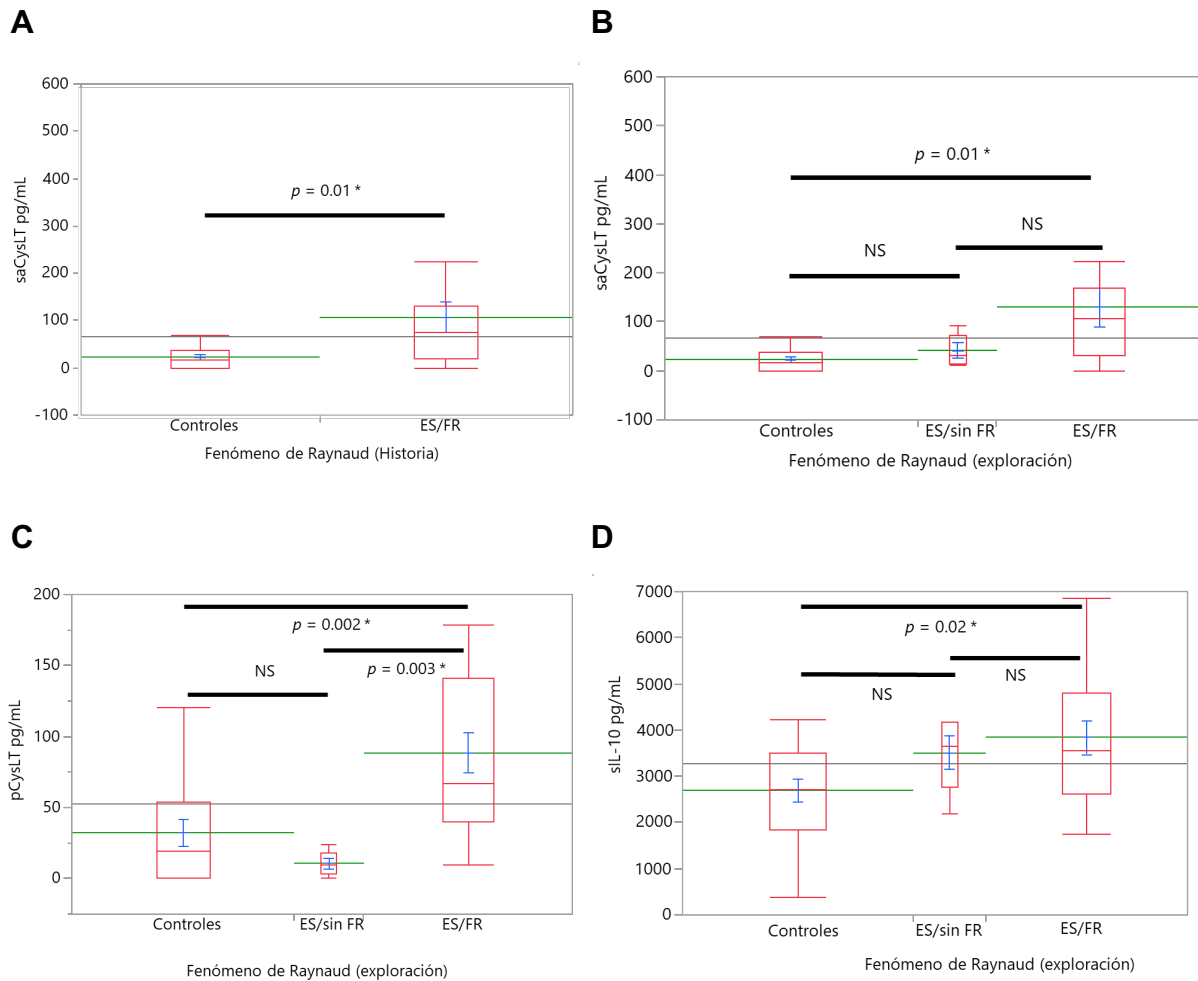 A
600
500
400
300
200
100
0
-100
saCysLT pg/mL
p = 0.01 *
Controles
ES/FR
Fenómeno de Raynaud (Historia)
B
600
500
400
300
200
100
0
-100
saCysLT pg/mL
p = 0.01 *
NS
NS
Controles
ES/sin FR
ES/FR
Fenómeno de Raynaud (exploración)
C
200
150
100
50
0
pCysLT pg/mL
p = 0.002 *
NS
p = 0.003 *
Controles
ES/sin FR
ES/FR
Fenómeno de Raynaud (exploración)
D
7000
6000
5000
4000
3000
2000
1000
0
sIL-10 pg/mL
p = 0.02 *
NS
NS
Controles
ES/sin FR
ES/FR
Fenómeno de Raynaud (exploración)